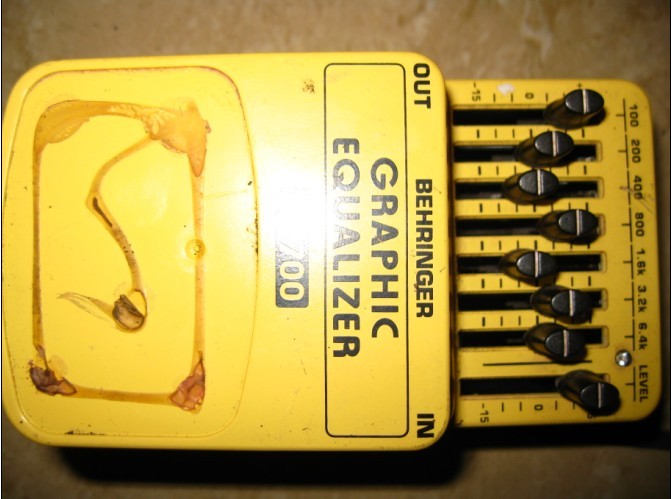 100 200 400 800 1.6k 3.2k 6.4k LEVEL
0 0
-15 -15
OUT BEHRINGER IN
GRAPHIC
EQUALIZER
700